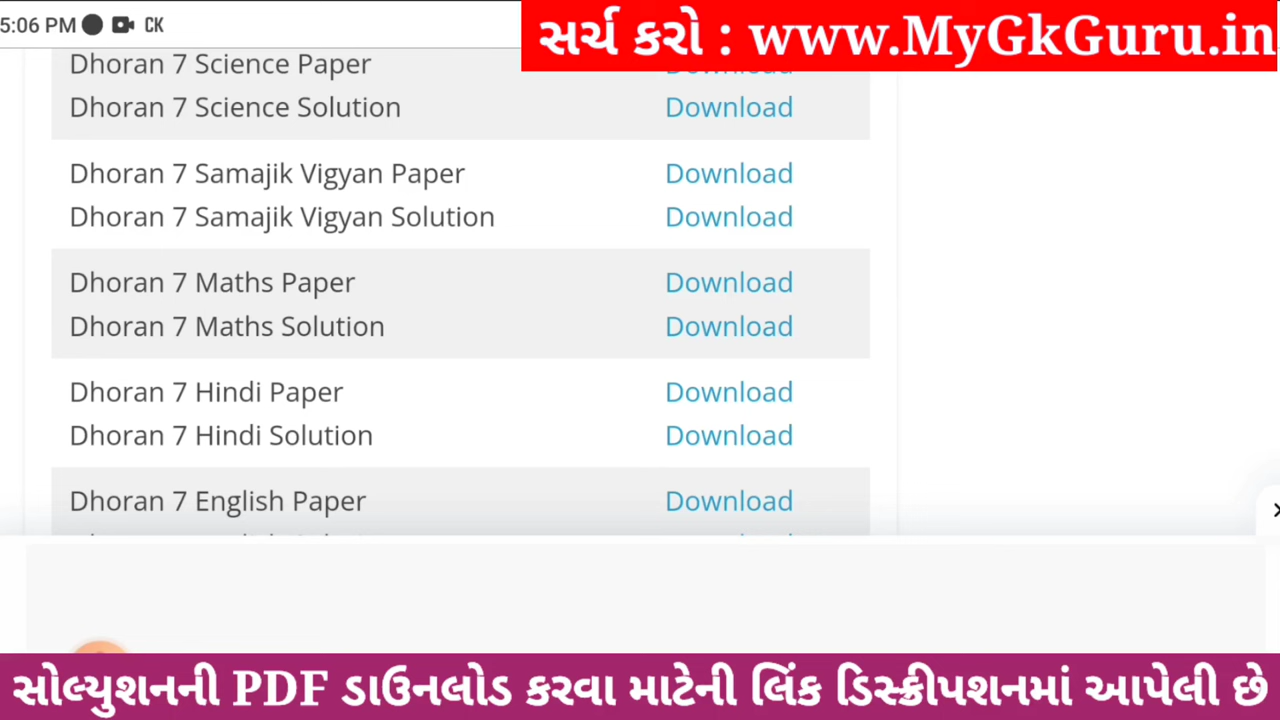 5:06 PM CK
સર્ચ કરો : www.MyGkGuru.in
Dhoran 7 Science Paper Download
Dhoran 7 Science Solution Download
Dhoran 7 Samajik Vigyan Paper Download
Dhoran 7 Samajik Vigyan Solution Download
Dhoran 7 Maths Paper Download
Dhoran 7 Maths Solution Download
Dhoran 7 Hindi Paper Download
Dhoran 7 Hindi Solution Download
Dhoran 7 English Paper Download
સોલ્યુશનની PDF ડાઉનલોડ કરવા માટેની લિંક ડિસ્ક્રીપશનમાં આપેલી છે